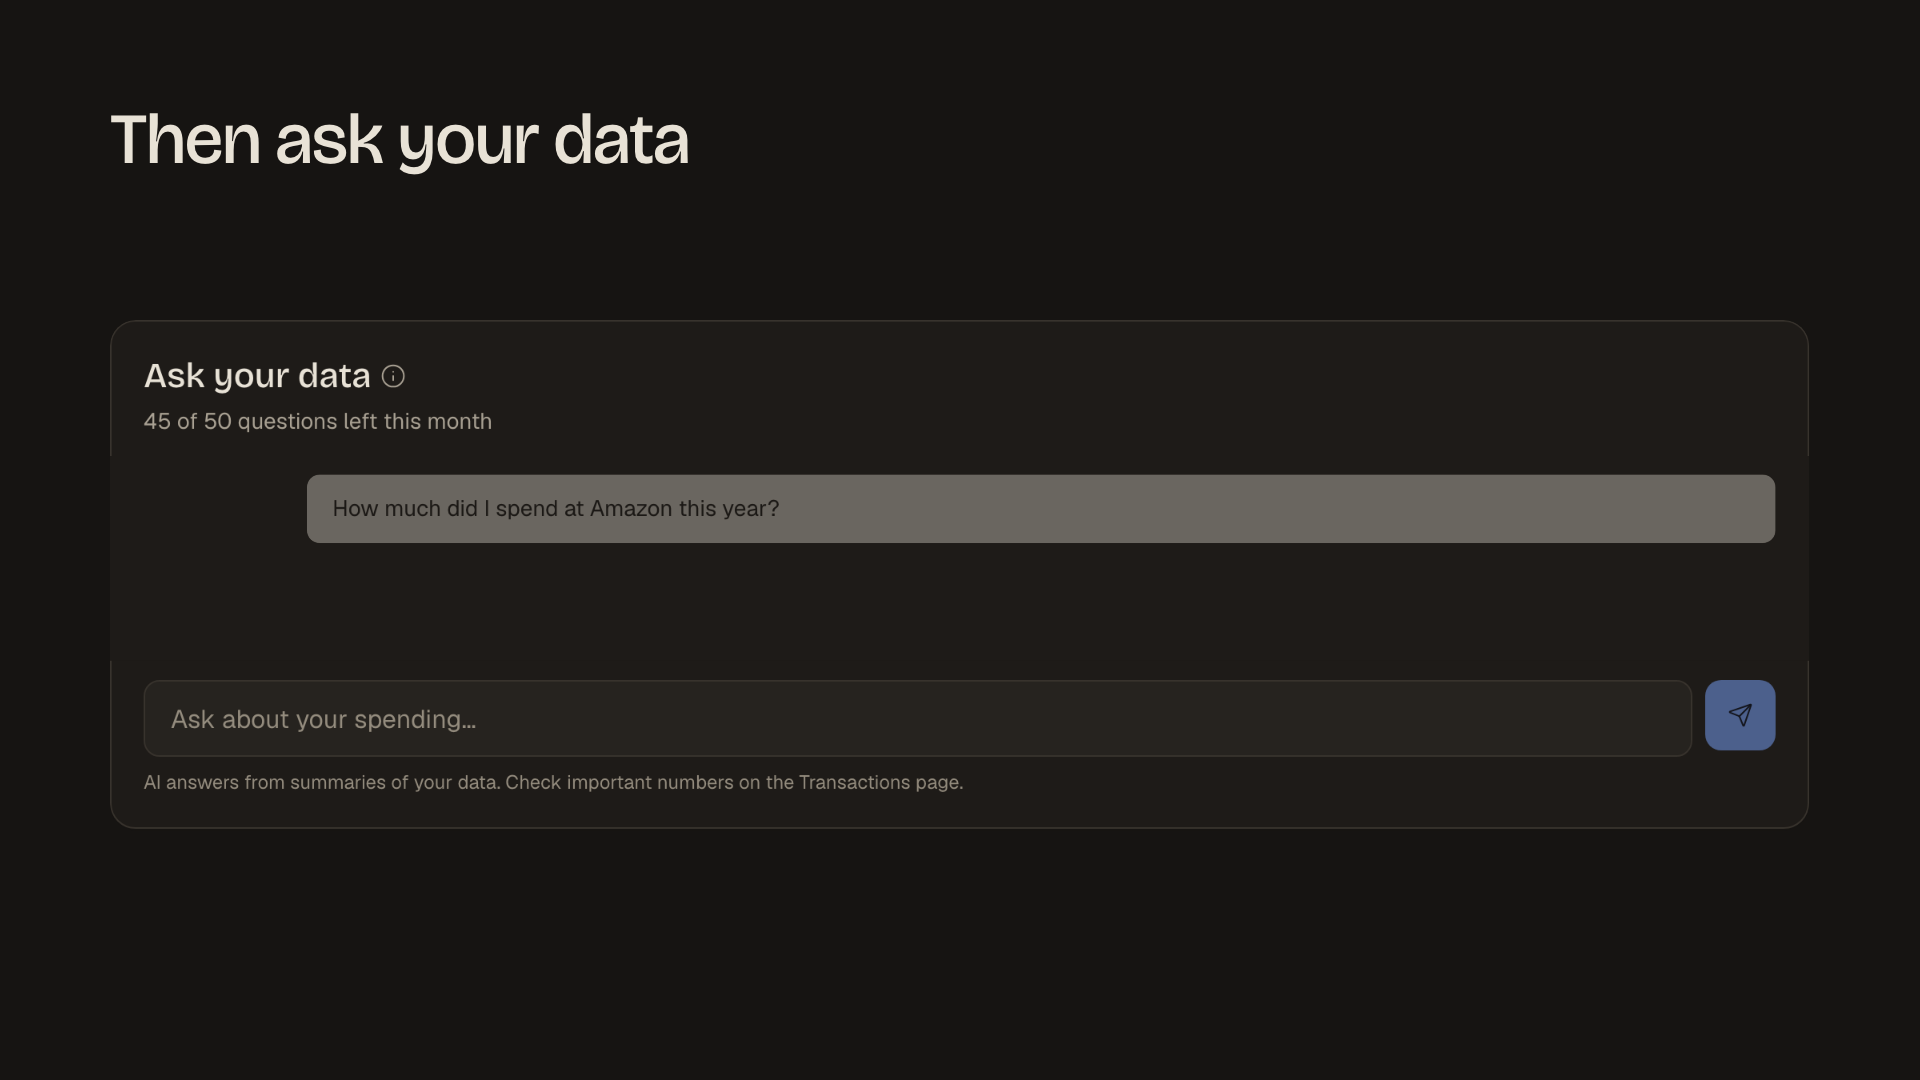 Then ask your data
Ask your data
45 of 50 questions left this month
How much did I spend at Amazon this year?
Ask about your spending...
AI answers from summaries of your data. Check important numbers on the Transactions page.